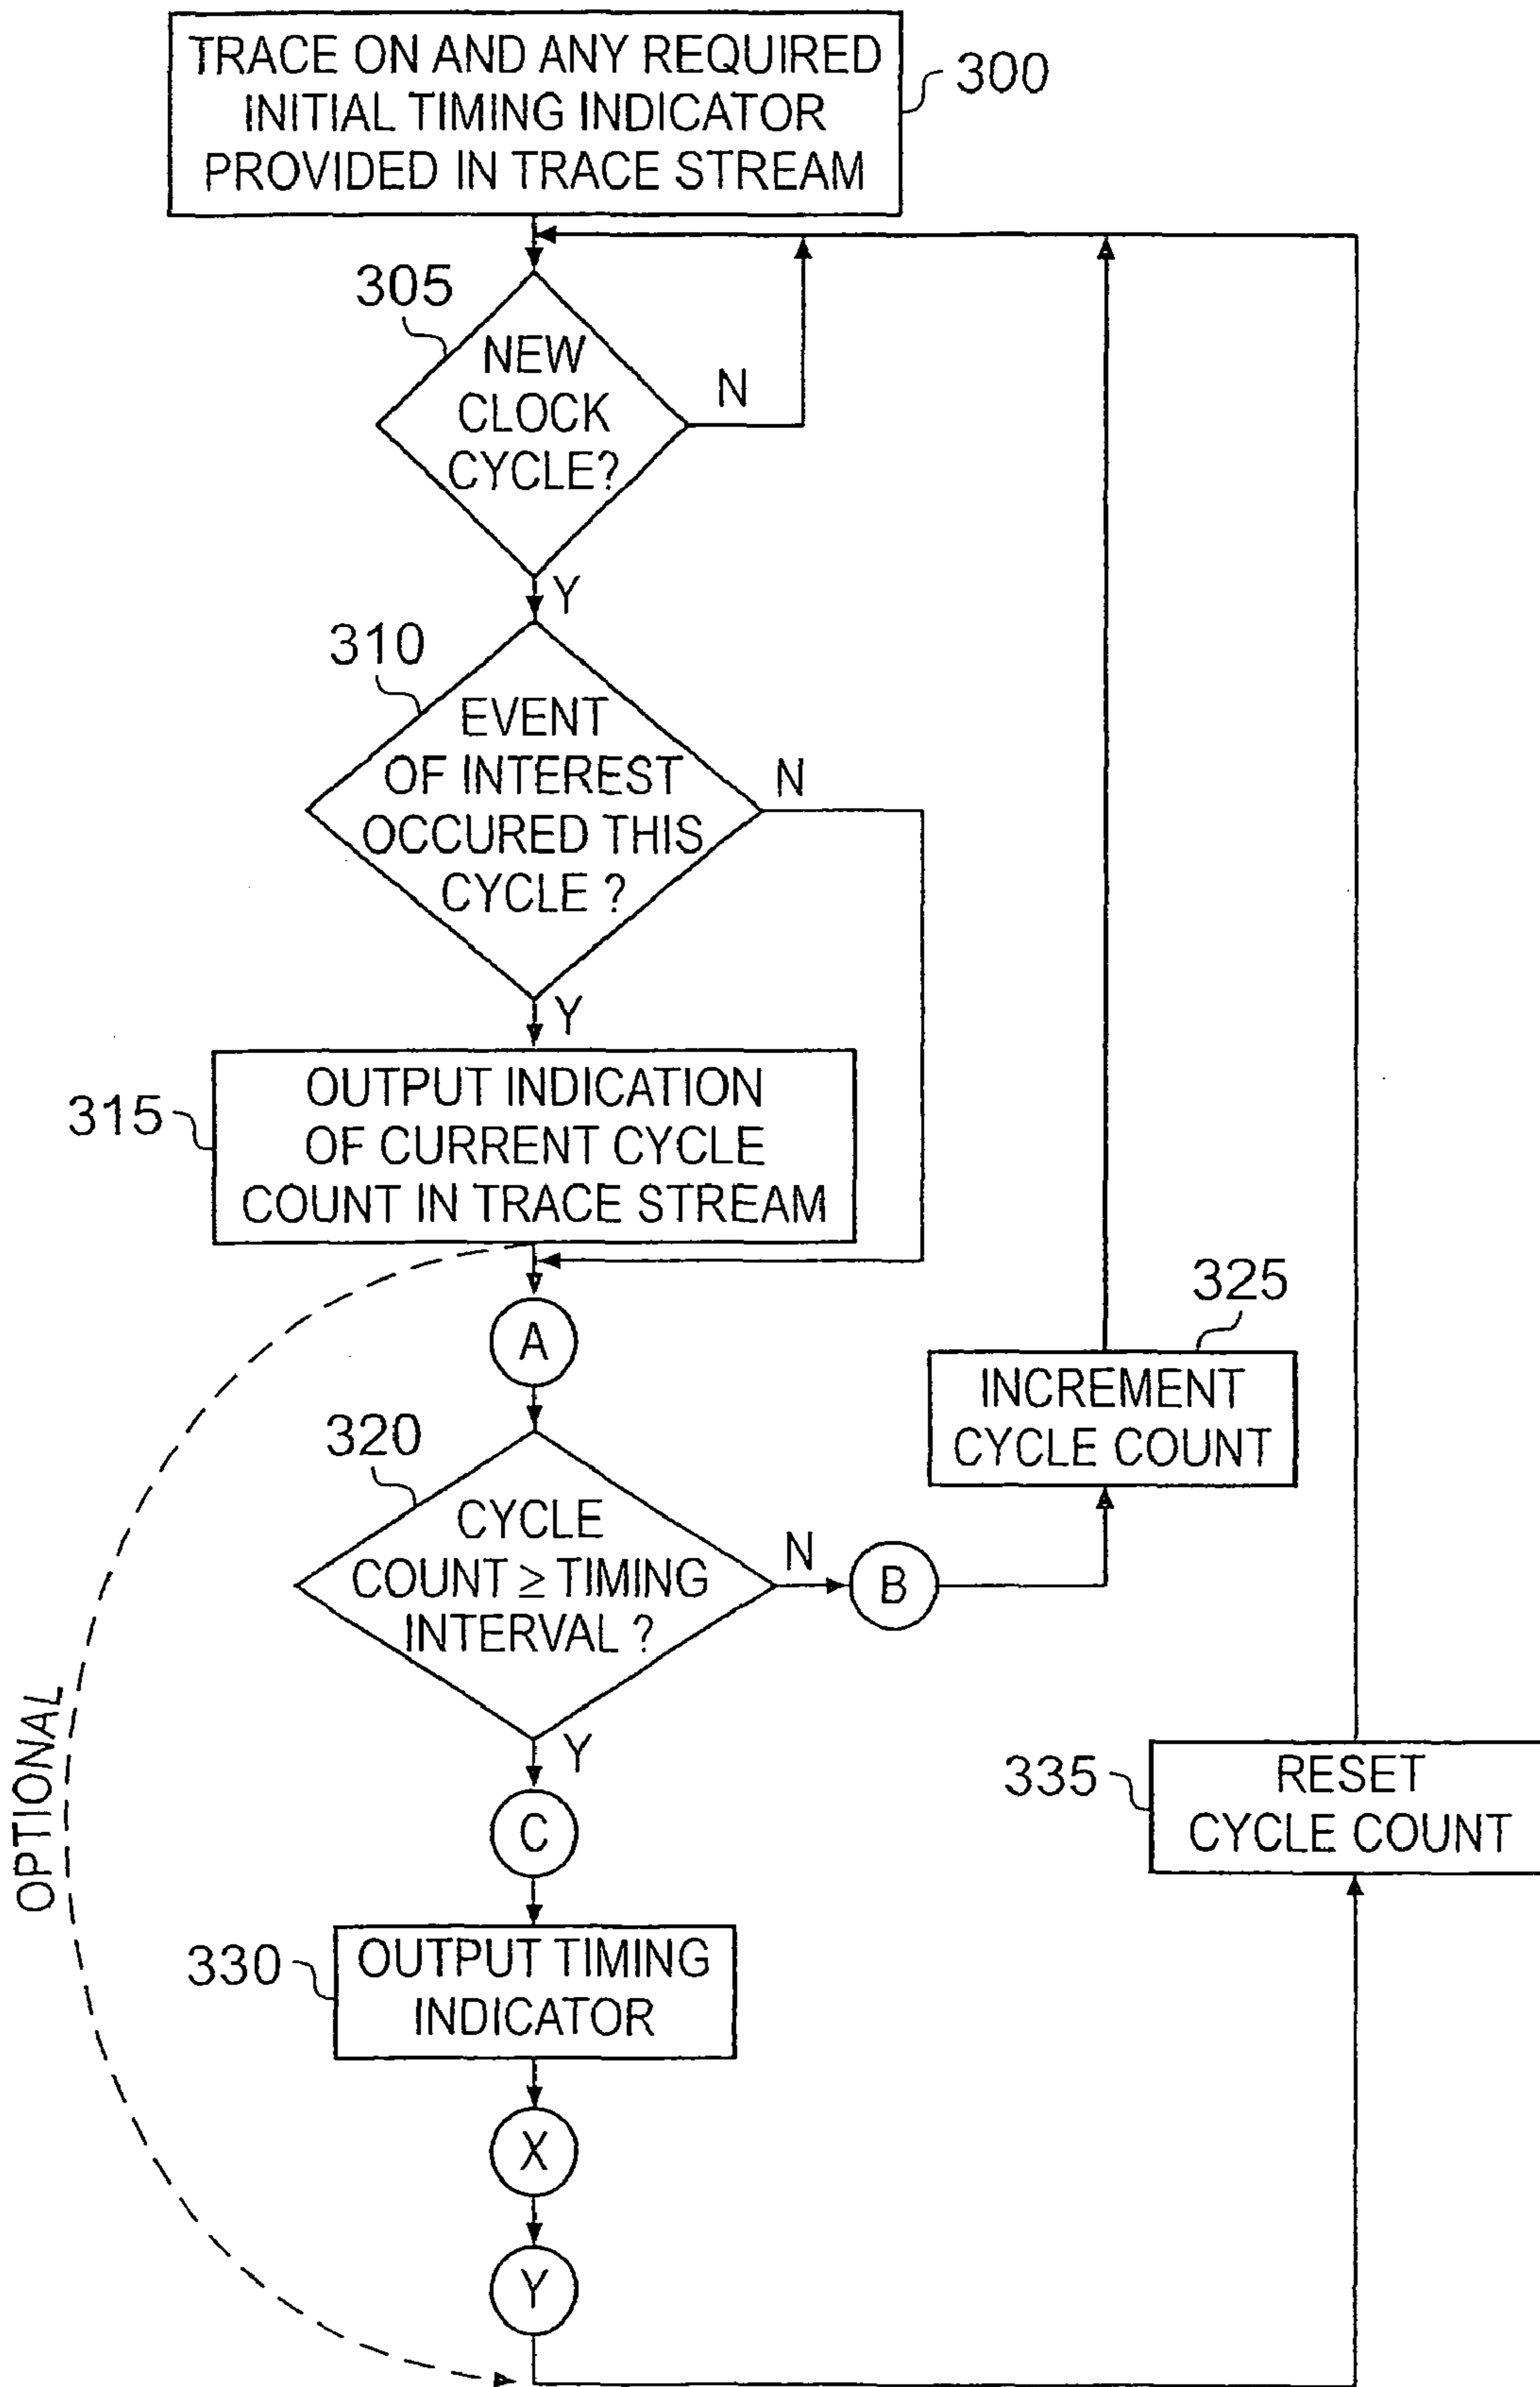 TRACE ON AND ANY REQUIRED
INITIAL TIMING INDICATOR
PROVIDED IN TRACE STREAM
300
305
NEW
CLOCK
CYCLE?
N
Y
310
EVENT
OF INTEREST
OCCURED THIS
CYCLE ?
N
Y
315
OUTPUT INDICATION
OF CURRENT CYCLE
COUNT IN TRACE STREAM
A
325
INCREMENT
CYCLE COUNT
320
CYCLE
COUNT ≥ TIMING
INTERVAL ?
N
B
Y
OPTIONAL
C
335
RESET
CYCLE COUNT
330
OUTPUT TIMING
INDICATOR
X
Y